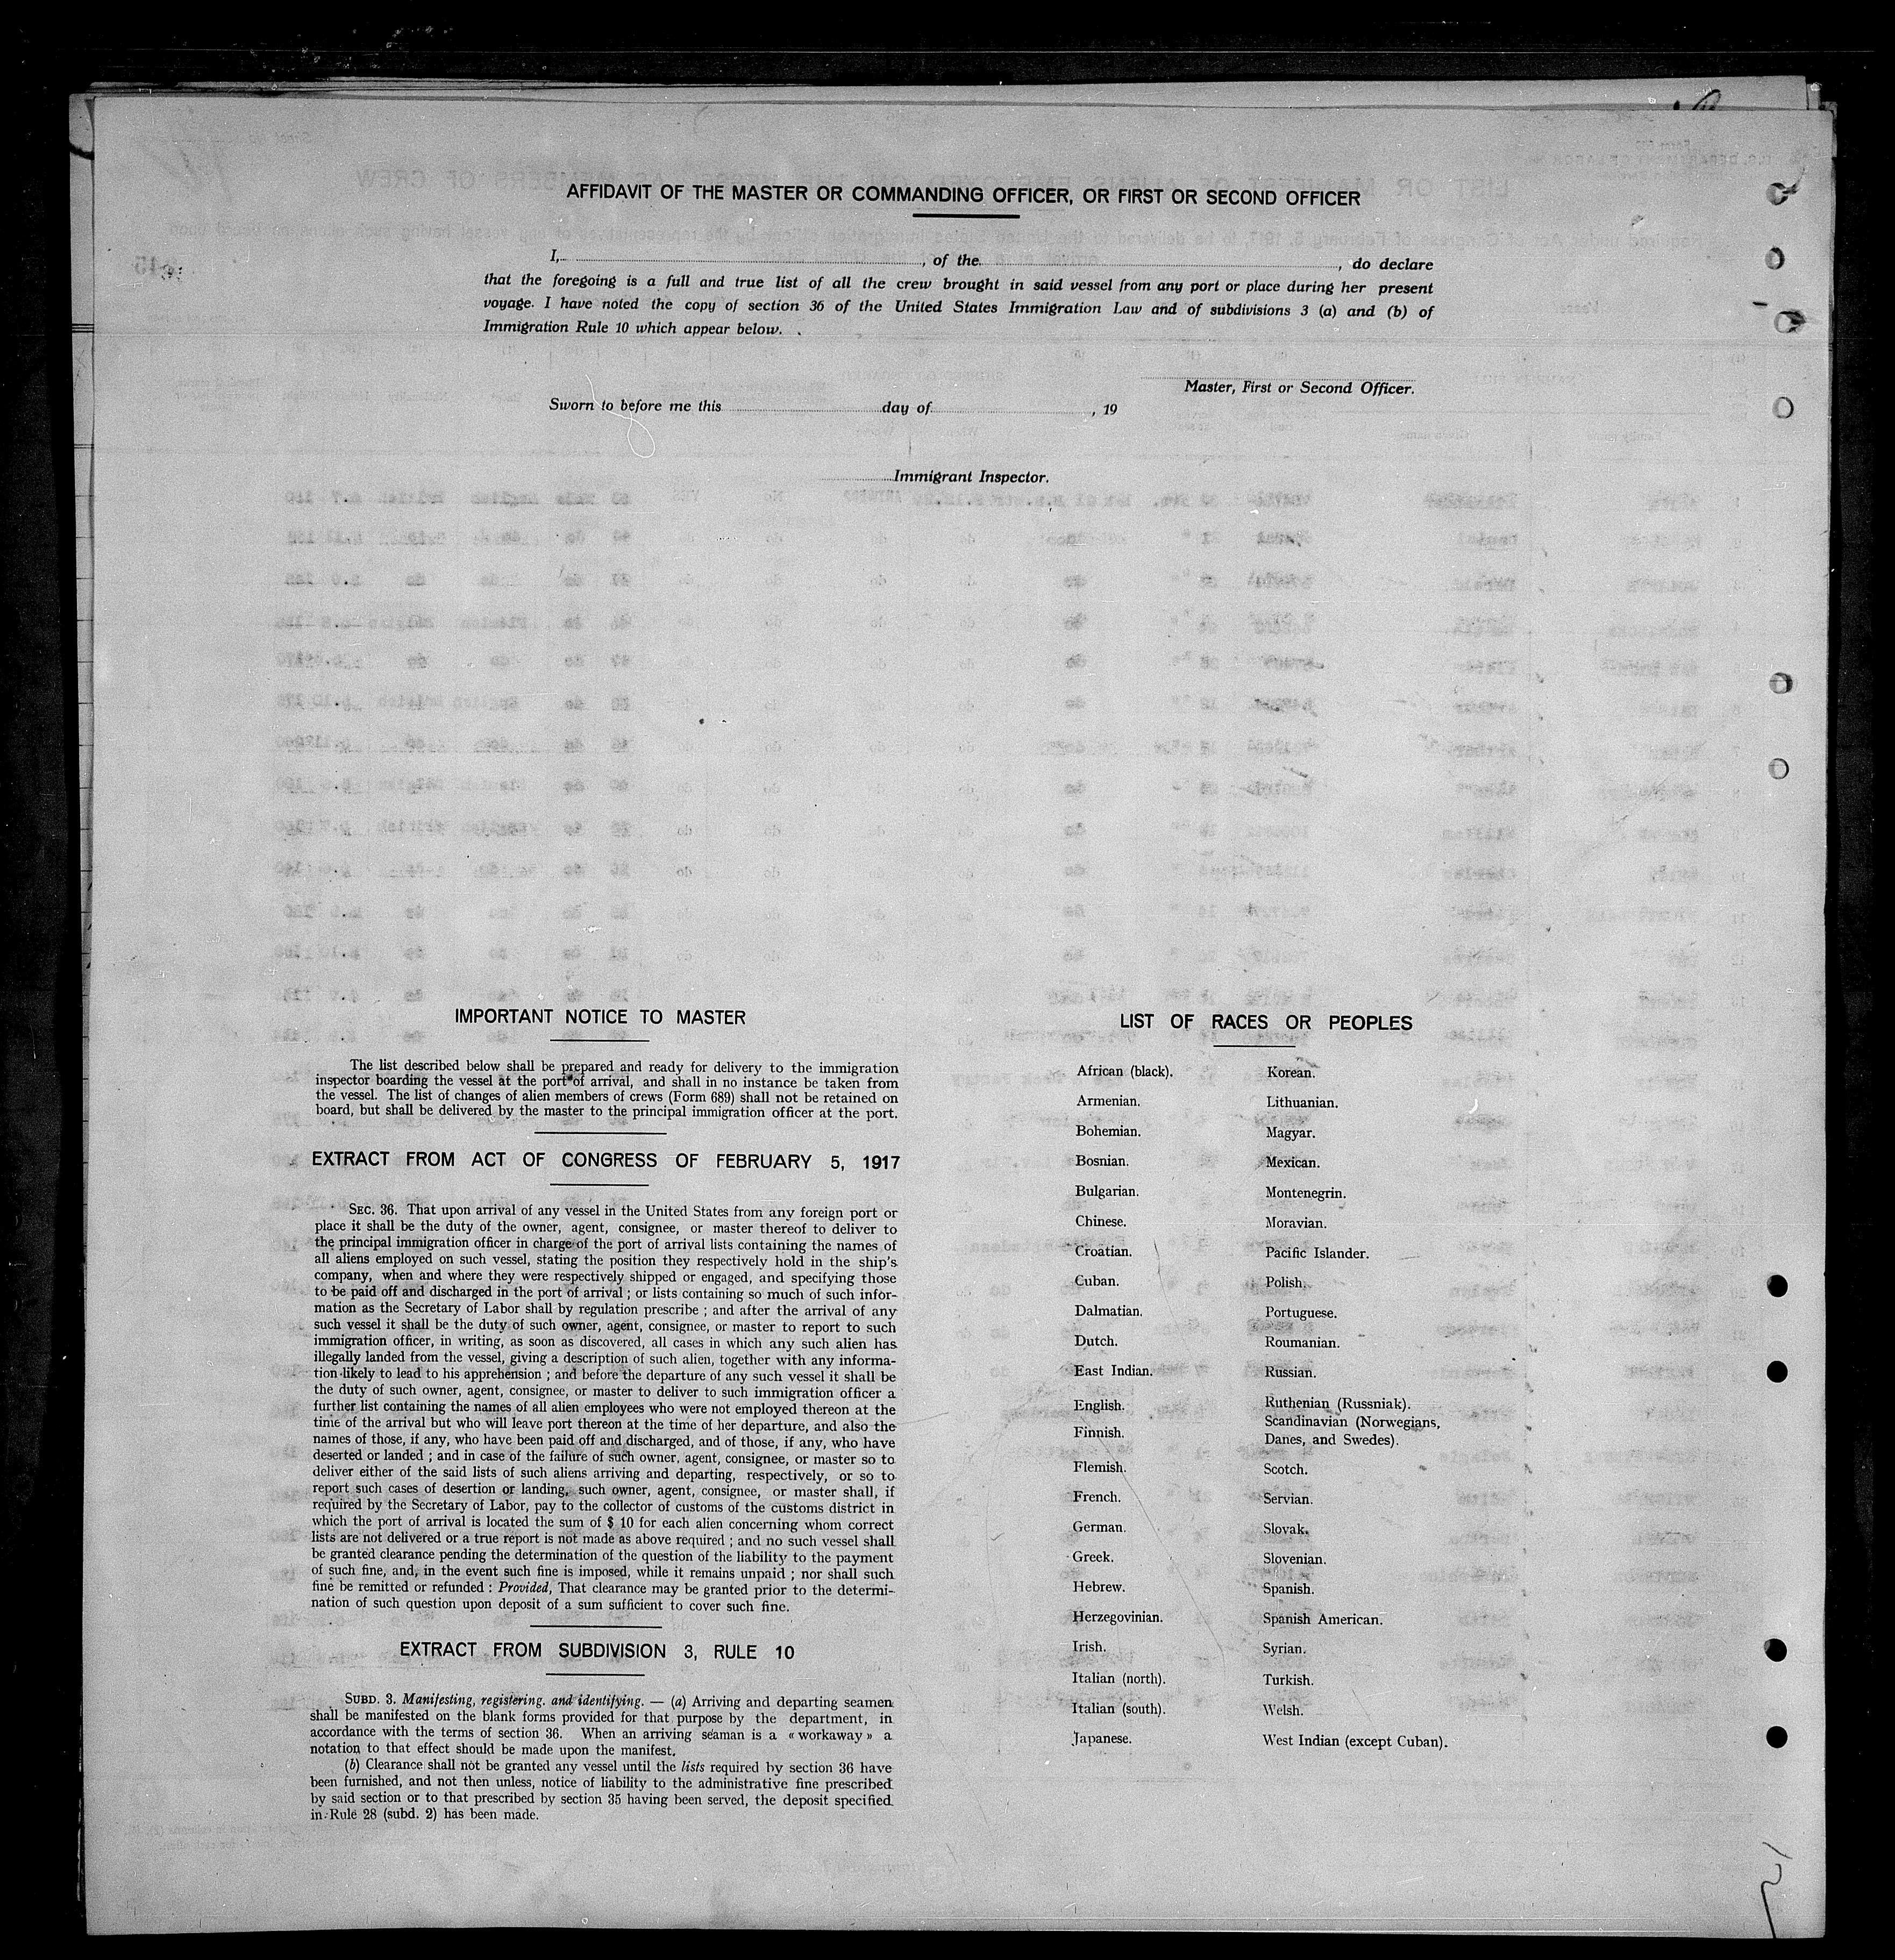 AFFIDAVIT OF THE MASTER OR COMMANDING OFFICER, OR FIRST OR SECOND OFFICER
I, , of the , do declare
that the foregoing is a full and true list of all the crew brought in said vessel from any port or place during her present
voyage. I have noted the copy of section 36 of the United States Immigration Law and of subdivisions 3 (a) and (b) of
Immigration Rule 10 which appear below.
Master, First or Second Officer.
Sworn to before me this day of , 19
Immigrant Inspector.
IMPORTANT NOTICE TO MASTER
The list described below shall be prepared and ready for delivery to the immigration
inspector boarding the vessel at the port of arrival, and shall in no instance be taken from
the vessel. The list of changes of alien members of crews (Form 689) shall not be retained on
board, but shall be delivered by the master to the principal immigration officer at the port.
EXTRACT FROM ACT OF CONGRESS OF FEBRUARY 5, 1917
SEC. 36. That upon arrival of any vessel in the United States from any foreign port or
place it shall be the duty of the owner, agent, consignee, or master thereof to deliver to
the principal immigration officer in charge of the port of arrival lists containing the names of
all aliens employed on such vessel, stating the position they respectively hold in the ship's
company, when and where they were respectively shipped or engaged, and specifying those
to be paid off and discharged in the port of arrival ; or lists containing so much of such infor-
mation as the Secretary of Labor shall by regulation prescribe ; and after the arrival of any
such vessel it shall be the duty of such owner, agent, consignee, or master to report to such
immigration officer, in writing, as soon as discovered, all cases in which any such alien has
illegally landed from the vessel, giving a description of such alien, together with any informa-
tion likely to lead to his apprehension ; and before the departure of any such vessel it shall be
the duty of such owner, agent, consignee, or master to deliver to such immigration officer a
further list containing the names of all alien employees who were not employed thereon at the
time of the arrival but who will leave port thereon at the time of her departure, and also the
names of those, if any, who have been paid off and discharged, and of those, if any, who have
deserted or landed ; and in case of the failure of such owner, agent, consignee, or master so to
deliver either of the said lists of such aliens arriving and departing, respectively, or so to
report such cases of desertion or landing, such owner, agent, consignee, or master shall, if
required by the Secretary of Labor, pay to the collector of customs of the customs district in
which the port of arrival is located the sum of $ 10 for each alien concerning whom correct
lists are not delivered or a true report is not made as above required ; and no such vessel shall
be granted clearance pending the determination of the question of the liability to the payment
of such fine, and, in the event such fine is imposed, while it remains unpaid ; nor shall such
fine be remitted or refunded : Provided, That clearance may be granted prior to the determi-
nation of such question upon deposit of a sum sufficient to cover such fine.
EXTRACT FROM SUBDIVISION 3, RULE 10
SUBD. 3. Manifesting, registering. and identifying. — (a) Arriving and departing seamen
shall be manifested on the blank forms provided for that purpose by the department, in
accordance with the terms of section 36. When an arriving seaman is a « workaway » a
notation to that effect should be made upon the manifest.
(b) Clearance shall not be granted any vessel until the lists required by section 36 have
been furnished, and not then unless, notice of liability to the administrative fine prescribed
by said section or to that prescribed by section 35 having been served, the deposit specified
in Rule 28 (subd. 2) has been made.
LIST OF RACES OR PEOPLES
African (black).
Armenian.
Bohemian.
Bosnian.
Bulgarian.
Chinese.
Croatian.
Cuban.
Dalmatian.
Dutch.
East Indian.
English.
Finnish.
Flemish.
French.
German.
Greek.
Hebrew.
Herzegovinian.
Irish.
Italian (north).
Italian (south).
Japanese.
Korean.
Lithuanian.
Magyar.
Mexican.
Montenegrin.
Moravian.
Pacific Islander.
Polish.
Portuguese.
Roumanian.
Russian.
Ruthenian (Russniak).
Scandinavian (Norwegians,
Danes, and Swedes).
Scotch.
Servian.
Slovak.
Slovenian.
Spanish.
Spanish American.
Syrian.
Turkish.
Welsh.
West Indian (except Cuban).